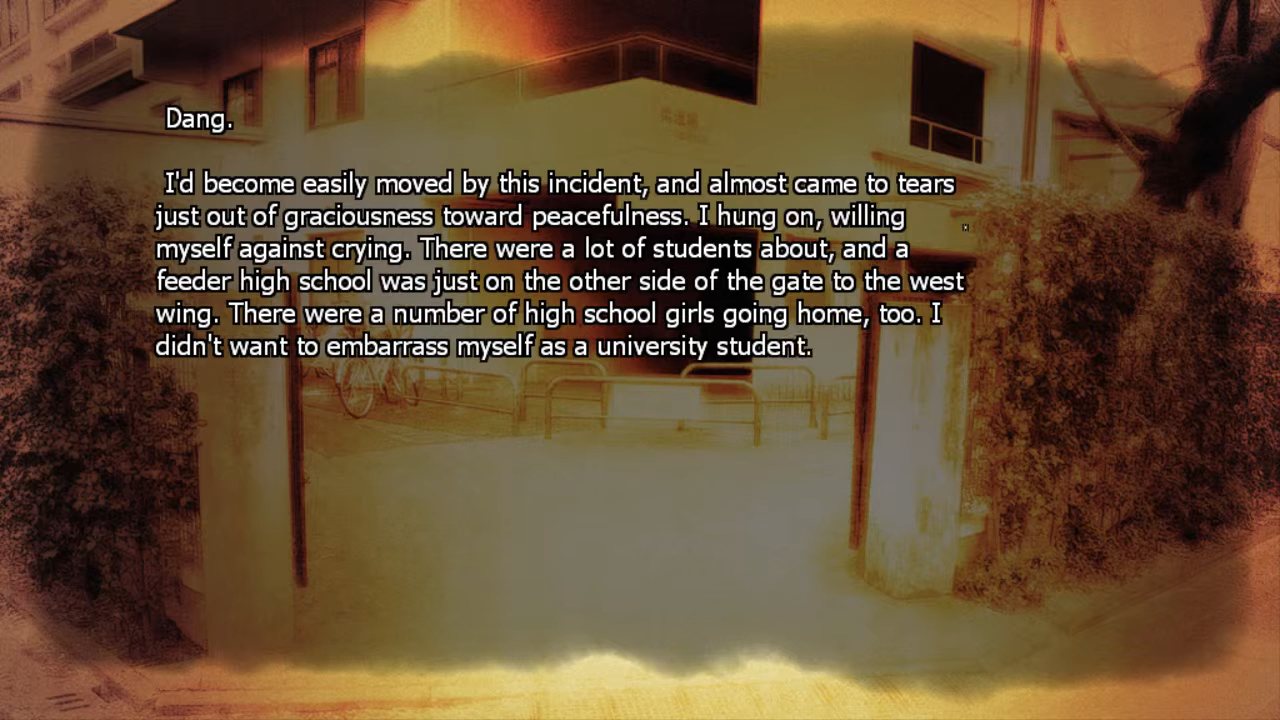 Dang.
I'd become easily moved by this incident, and almost came to tears
just out of graciousness toward peacefulness. I hung on, willing
myself against crying. There were a lot of students about, and a
feeder high school was just on the other side of the gate to the west
wing. There were a number of high school girls going home, too. I
didn't want to embarrass myself as a university student.